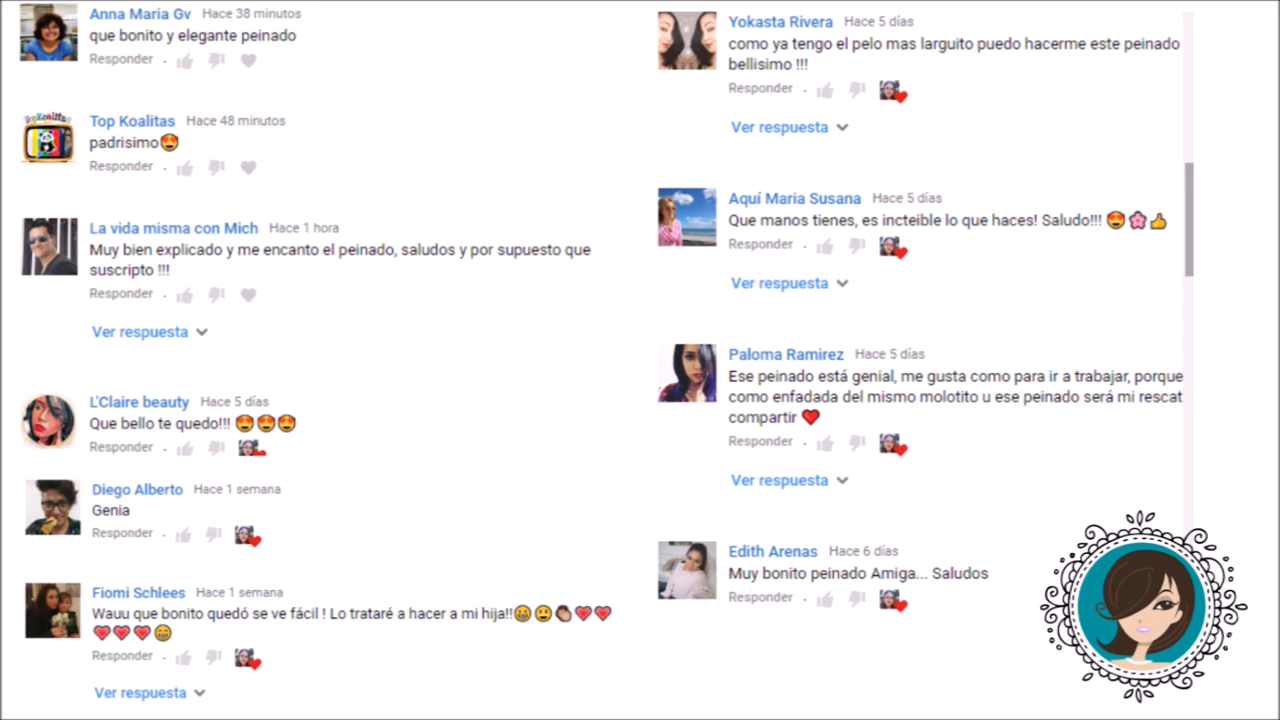 Anna Maria Gv Hace 38 minutos
que bonito y elegante peinado
Responder
Top Koalitas Hace 48 minutos
padrisimo😍
Responder
La vida misma con Mich Hace 1 hora
Muy bien explicado y me encanto el peinado, saludos y por supuesto que
suscripto !!!
Responder
Ver respuesta
L'Claire beauty Hace 5 días
Que bello te quedo!!! 😍😍😍
Responder
Diego Alberto Hace 1 semana
Genia
Responder
Fiomi Schlees Hace 1 semana
Wauu que bonito quedó se ve fácil ! Lo trataré a hacer a mi hija!!😁😃👏❤❤
❤❤❤😁
Responder
Ver respuesta
Yokasta Rivera Hace 5 días
como ya tengo el pelo mas larguito puedo hacerme este peinado
bellisimo !!!
Responder
Ver respuesta
Aquí Maria Susana Hace 5 días
Que manos tienes, es incteible lo que haces! Saludo!!! 😍🌸👍
Responder
Ver respuesta
Paloma Ramirez Hace 5 días
Ese peinado está genial, me gusta como para ir a trabajar, porque
como enfadada del mismo molotito u ese peinado será mi rescat
compartir ❤
Responder
Ver respuesta
Edith Arenas Hace 6 días
Muy bonito peinado Amiga... Saludos
Responder